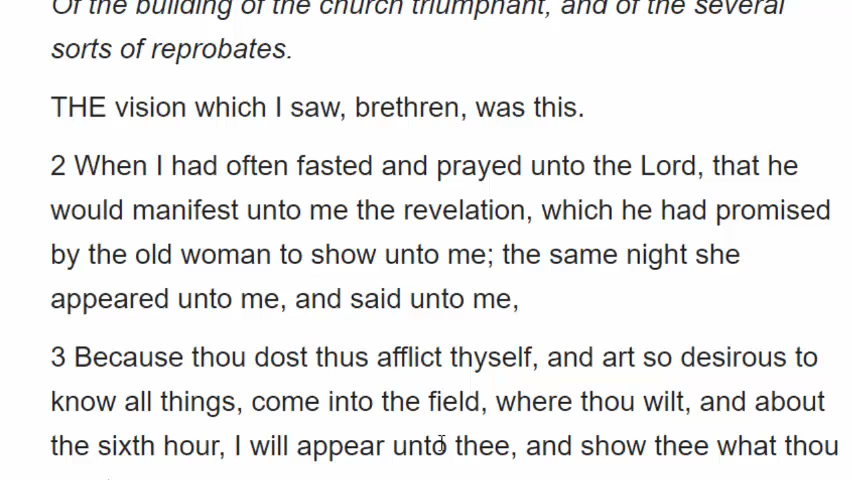 Of the building of the church triumphant, and of the several
sorts of reprobates.
THE vision which I saw, brethren, was this.
2 When I had often fasted and prayed unto the Lord, that he
would manifest unto me the revelation, which he had promised
by the old woman to show unto me; the same night she
appeared unto me, and said unto me,
3 Because thou dost thus afflict thyself, and art so desirous to
know all things, come into the field, where thou wilt, and about
the sixth hour, I will appear unto thee, and show thee what thou